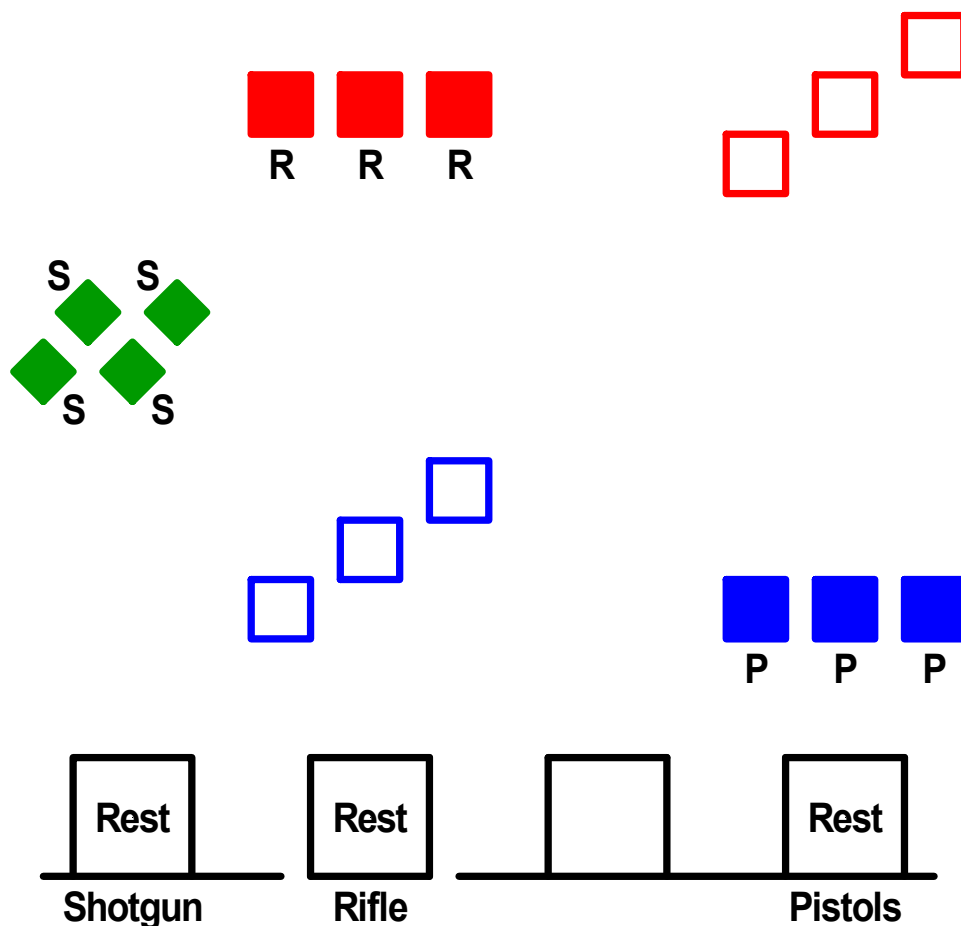 R R R
S S
S S
P P P
Rest Rest Rest
Shotgun Rifle Pistols